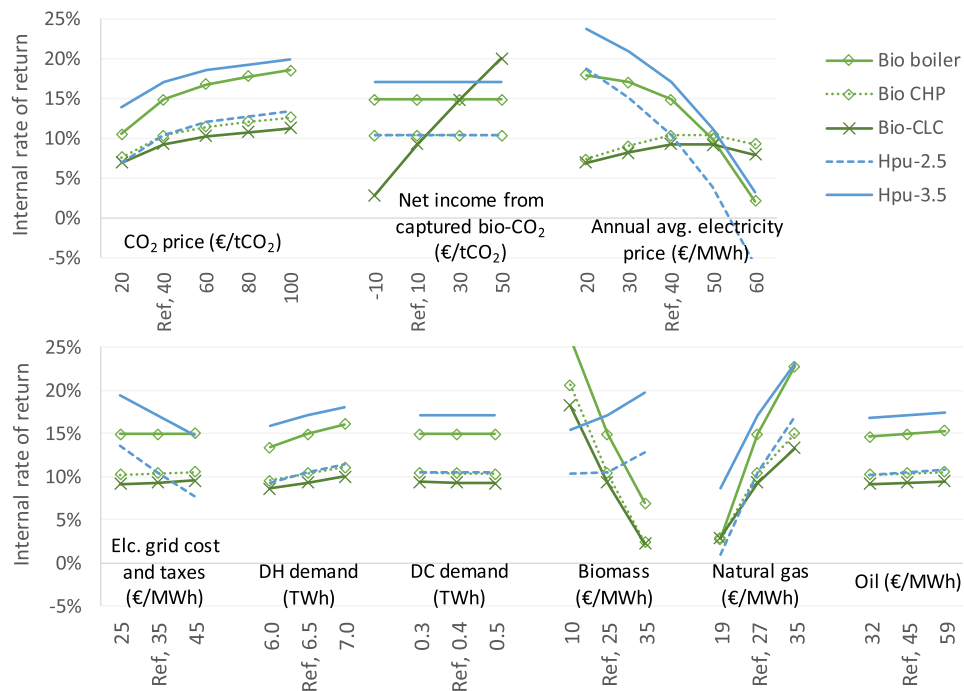 25%
20%
15%
10%
5%
0%
-5%
Internal rate of return
CO₂ price (€/tCO₂)
20
Ref, 40
60
80
100
Net income from
captured bio-CO₂
(€/tCO₂)
-10
Ref, 10
30
50
Annual avg. electricity
price (€/MWh)
20
30
Ref, 40
50
60
Bio boiler
Bio CHP
Bio-CLC
Hpu-2.5
Hpu-3.5
25%
20%
15%
10%
5%
0%
-5%
Internal rate of return
Elc. grid cost
and taxes
(€/MWh)
25
Ref, 35
45
DH demand
(TWh)
6.0
Ref, 6.5
7.0
DC demand
(TWh)
0.3
Ref, 0.4
0.5
Biomass
(€/MWh)
10
Ref, 25
35
Natural gas
(€/MWh)
19
Ref, 27
35
Oil (€/MWh)
32
Ref, 45
59